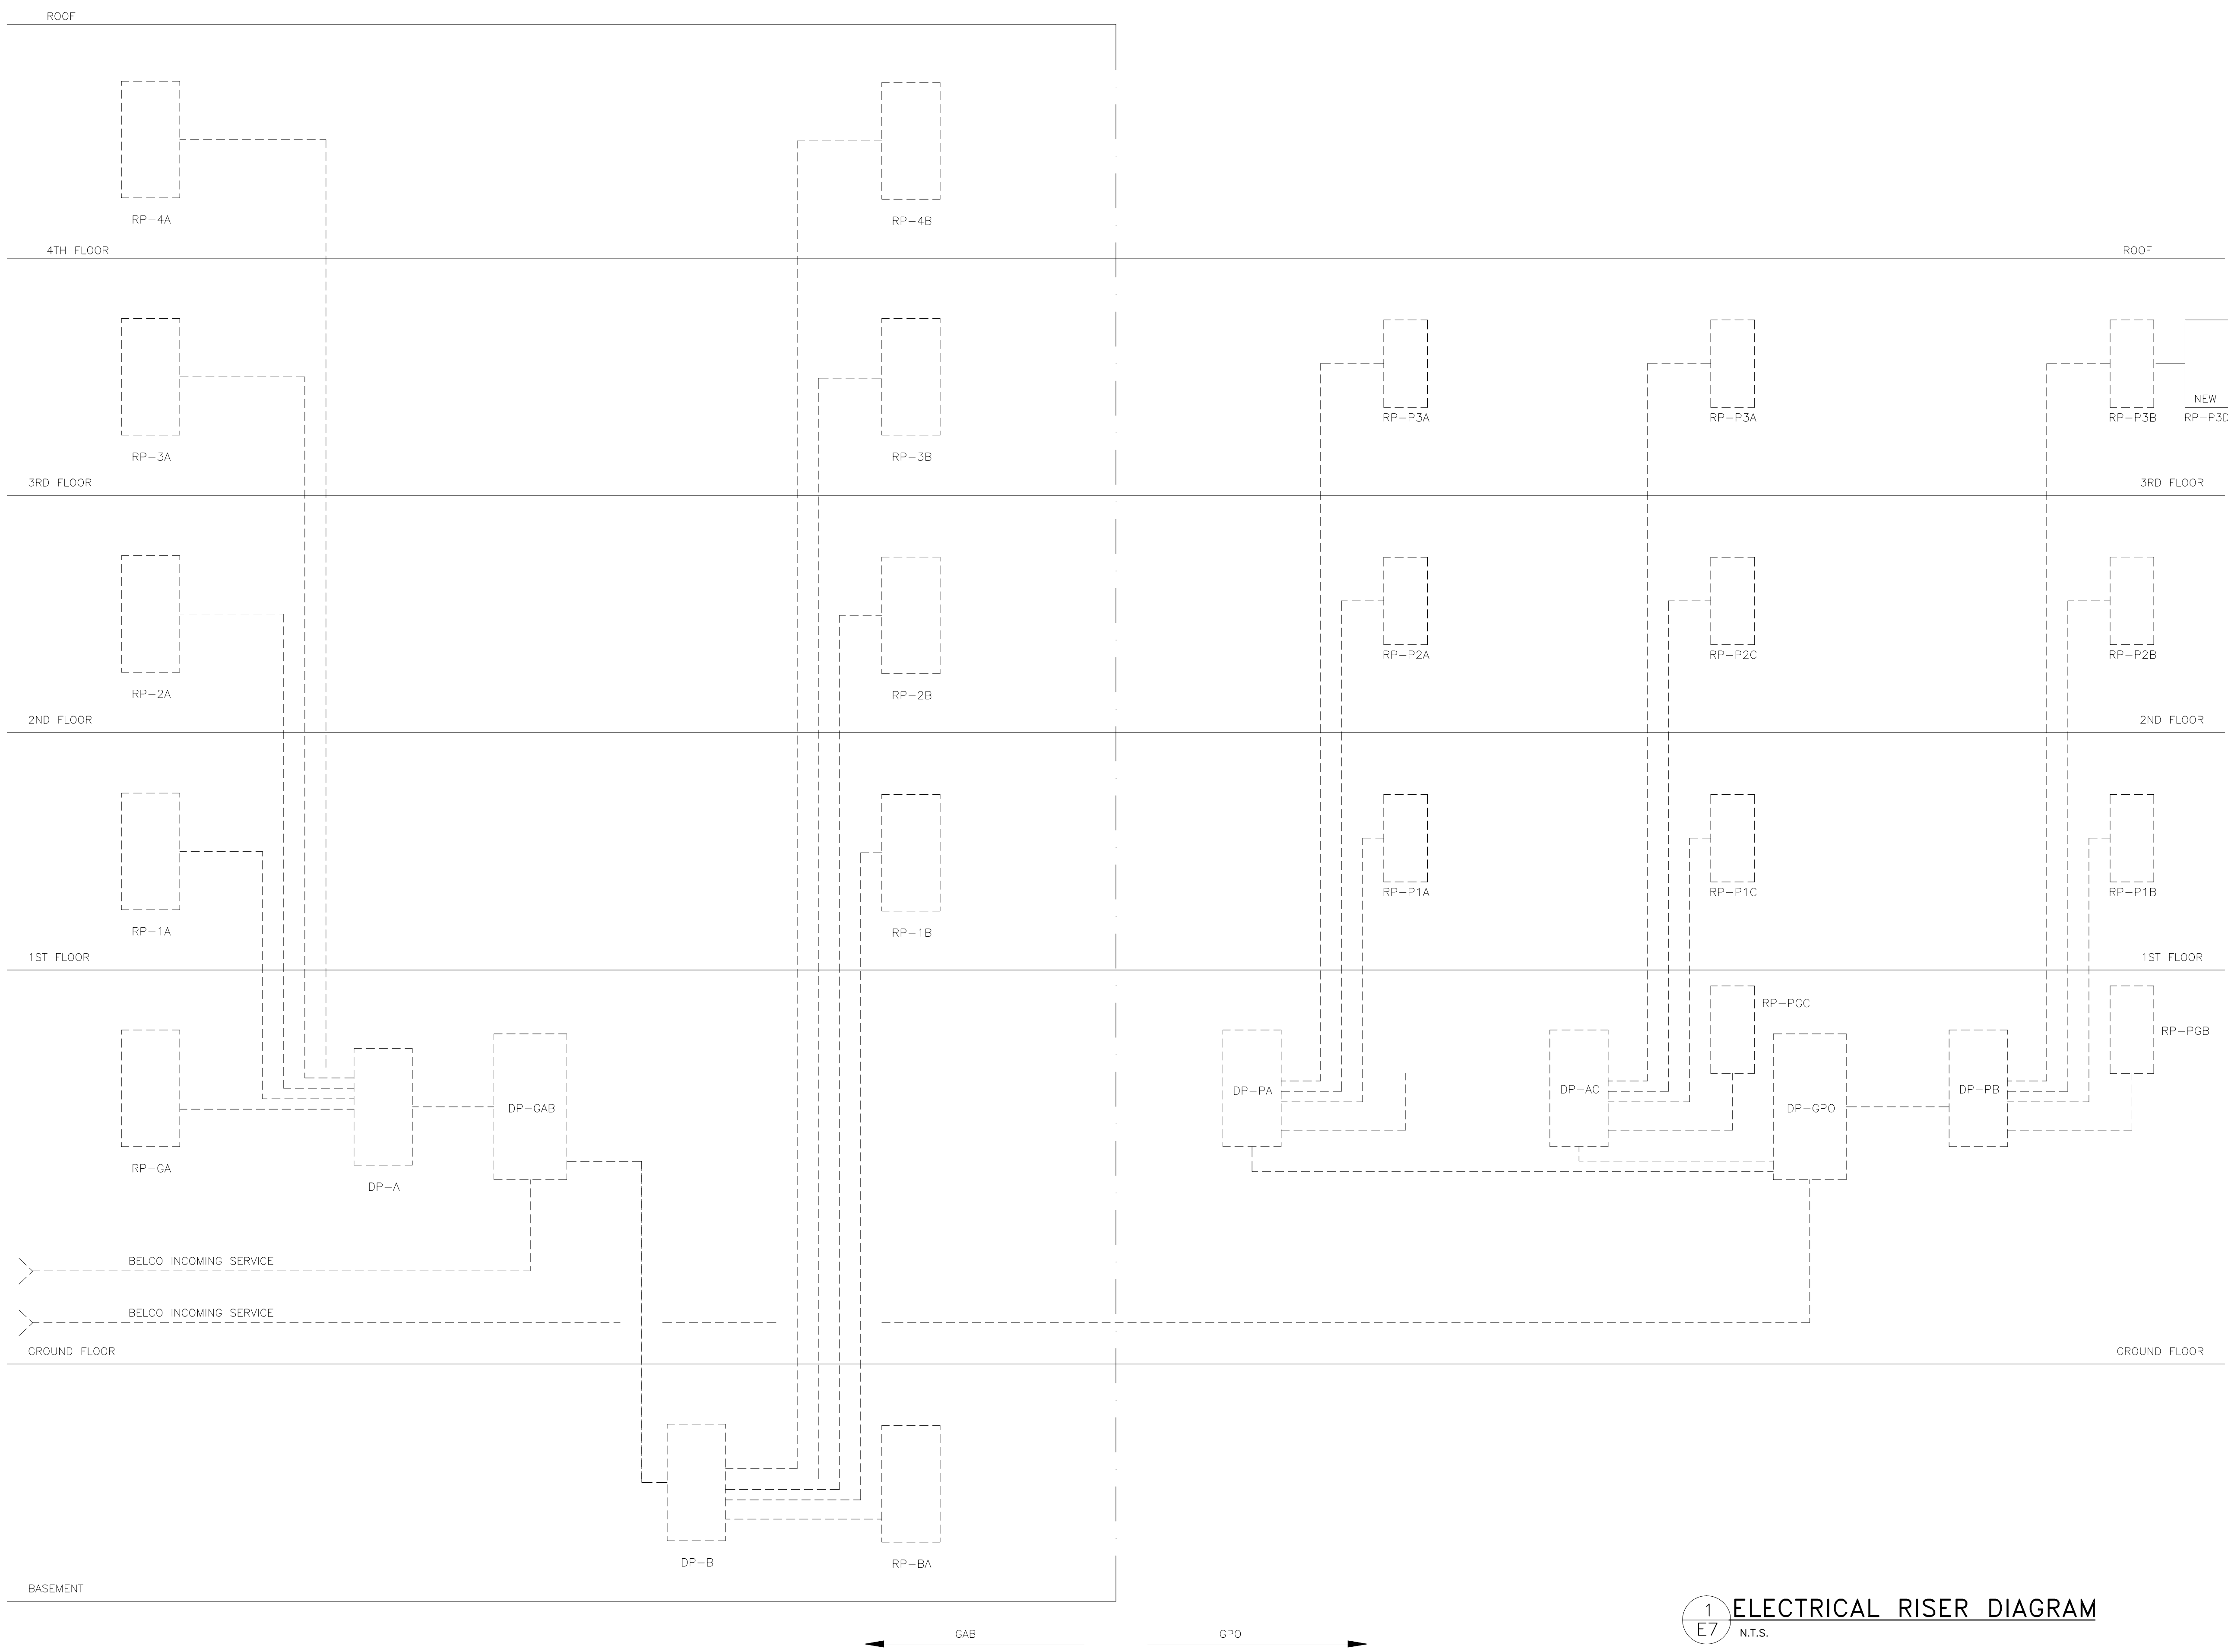 ROOF
RP-4A
RP-4B
4TH FLOOR
ROOF
RP-3A
RP-3B
RP-P3A
RP-P3A
RP-P3B
NEW
RP-P3D
3RD FLOOR
3RD FLOOR
RP-2A
RP-2B
RP-P2A
RP-P2C
RP-P2B
2ND FLOOR
2ND FLOOR
RP-1A
RP-1B
RP-P1A
RP-P1C
RP-P1B
1ST FLOOR
1ST FLOOR
RP-PGC
RP-PGB
DP-GAB
DP-PA
DP-AC
DP-GPO
DP-PB
RP-GA
DP-A
BELCO INCOMING SERVICE
BELCO INCOMING SERVICE
GROUND FLOOR
GROUND FLOOR
DP-B
RP-BA
BASEMENT
GAB
GPO
1
E7
ELECTRICAL RISER DIAGRAM
N.T.S.